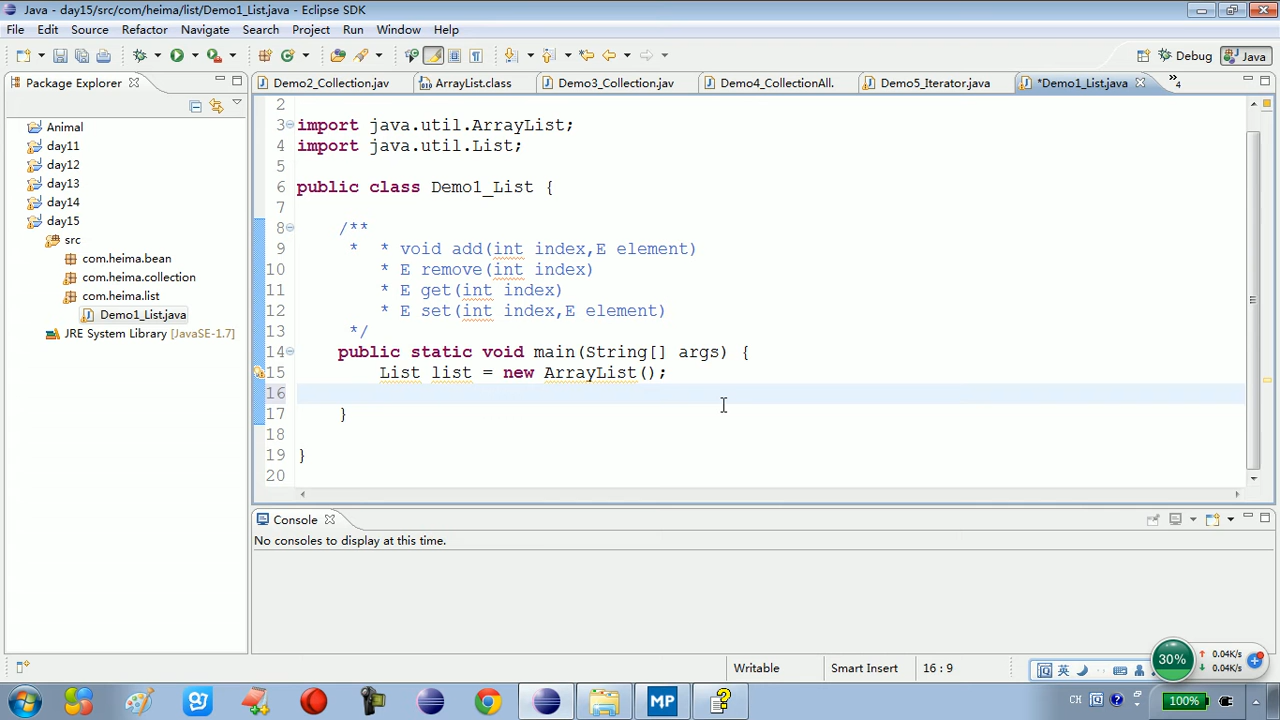 Java - day15/src/com/heima/list/Demo1_List.java - Eclipse SDK
File Edit Source Refactor Navigate Search Project Run Window Help
Debug Java
Package Explorer
Demo2_Collection.jav ArrayList.class Demo3_Collection.jav Demo4_CollectionAll. Demo5_Iterator.java *Demo1_List.java »4
Animal
day11
day12
day13
day14
day15
src
com.heima.bean
com.heima.collection
com.heima.list
Demo1_List.java
JRE System Library [JavaSE-1.7]
2
3 import java.util.ArrayList;
4 import java.util.List;
5
6 public class Demo1_List {
7
8 /**
9 * * void add(int index,E element)
10 * E remove(int index)
11 * E get(int index)
12 * E set(int index,E element)
13 */
14 public static void main(String[] args) {
15 List list = new ArrayList();
16
17 }
18
19 }
20
Console
No consoles to display at this time.
Writable Smart Insert 16 : 9
英
30% 0.04K/s
0.04K/s
MP CH 100%